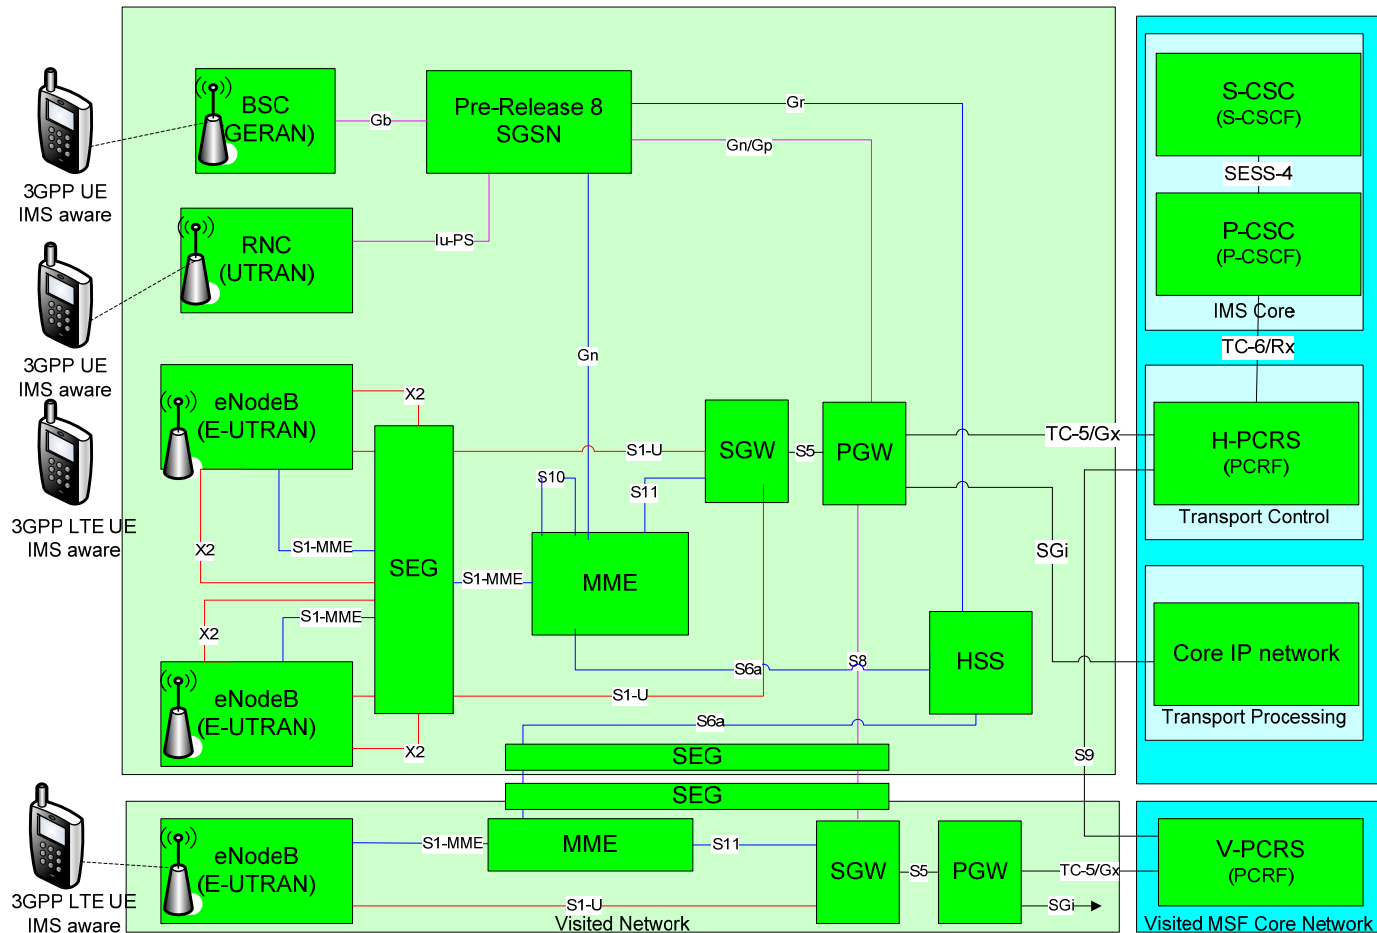 BSC
(GERAN)
Gb
Pre-Release 8
SGSN
Gr
Gn/Gp
S-CSC
(S-CSCF)
SESS-4
3GPP UE
IMS aware
RNC
(UTRAN)
Iu-PS
P-CSC
(P-CSCF)
IMS Core
TC-6/Rx
3GPP UE
IMS aware
Gn
eNodeB
(E-UTRAN)
X2
S1-U
SGW
S5
PGW
TC-5/Gx
H-PCRS
(PCRF)
Transport Control
3GPP LTE UE
IMS aware
S10
S11
X2
S1-MME
SEG
S1-MME
MME
SGi
S1-MME
X2
Core IP network
Transport Processing
S6a
S8
HSS
eNodeB
(E-UTRAN)
S1-U
X2
S6a
SEG
S9
SEG
3GPP LTE UE
IMS aware
eNodeB
(E-UTRAN)
S1-MME
MME
S11
SGW
S5
PGW
TC-5/Gx
SGi
V-PCRS
(PCRF)
S1-U
Visited Network
Visited MSF Core Network